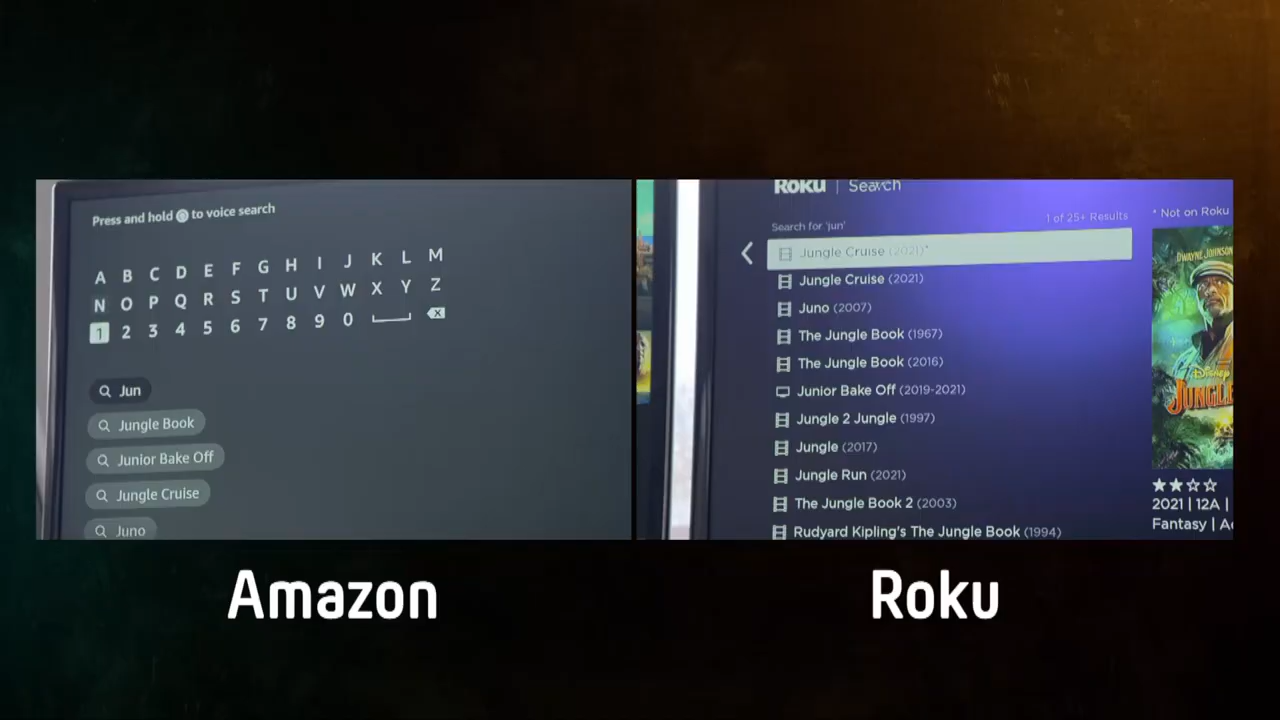 Press and hold to voice search
A B C D E F G H I J K L M
N O P Q R S T U V W X Y Z
1 2 3 4 5 6 7 8 9 0
Jun
Jungle Book
Junior Bake Off
Jungle Cruise
Juno
Roku | Search
Search for 'jun'
1 of 25+ Results
Jungle Cruise (2021)*
Jungle Cruise (2021)
Juno (2007)
The Jungle Book (1967)
The Jungle Book (2016)
Junior Bake Off (2019-2021)
Jungle 2 Jungle (1997)
Jungle (2017)
Jungle Run (2021)
The Jungle Book 2 (2003)
Rudyard Kipling's The Jungle Book (1994)
* Not on Roku
DWAYNE JOHNSON
Disney
JUNGLE
2021 | 12A |
Fantasy |
Amazon
Roku